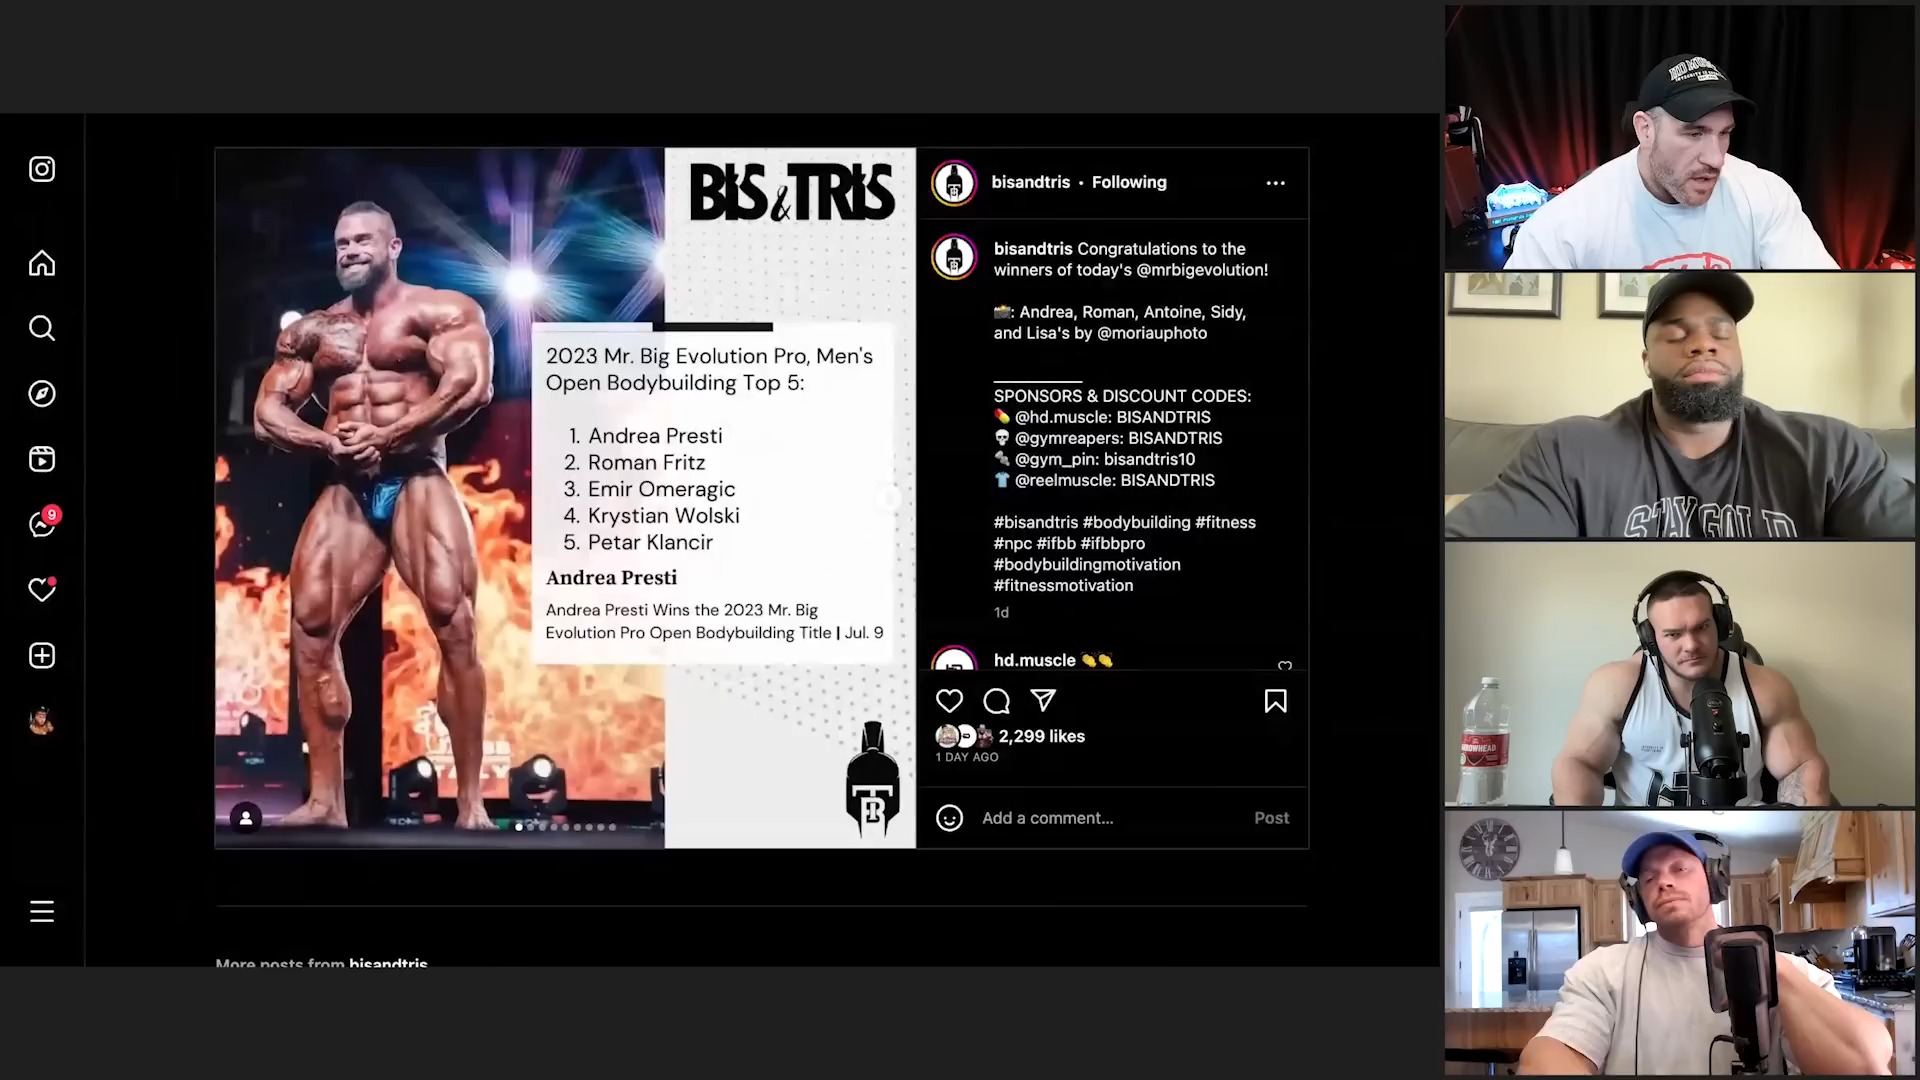 BIS & TRIS
2023 Mr. Big Evolution Pro, Men's
Open Bodybuilding Top 5:
1. Andrea Presti
2. Roman Fritz
3. Emir Omeragic
4. Krystian Wolski
5. Petar Klancir
Andrea Presti
Andrea Presti Wins the 2023 Mr. Big
Evolution Pro Open Bodybuilding Title | Jul. 9
bisandtris • Following
bisandtris Congratulations to the
winners of today's @mrbigevolution!
📸: Andrea, Roman, Antoine, Sidy,
and Lisa's by @moriauphoto
SPONSORS & DISCOUNT CODES:
💊 @hd.muscle: BISANDTRIS
💀 @gymreapers: BISANDTRIS
🔩 @gym_pin: bisandtris10
👕 @reelmuscle: BISANDTRIS
#bisandtris #bodybuilding #fitness
#npc #ifbb #ifbbpro
#bodybuildingmotivation
#fitnessmotivation
1d
hd.muscle 👏👏
2,299 likes
1 DAY AGO
Add a comment...
Post
9
More posts from bisandtris
HD MUSCLE
STAY GOLD
ARROWHEAD